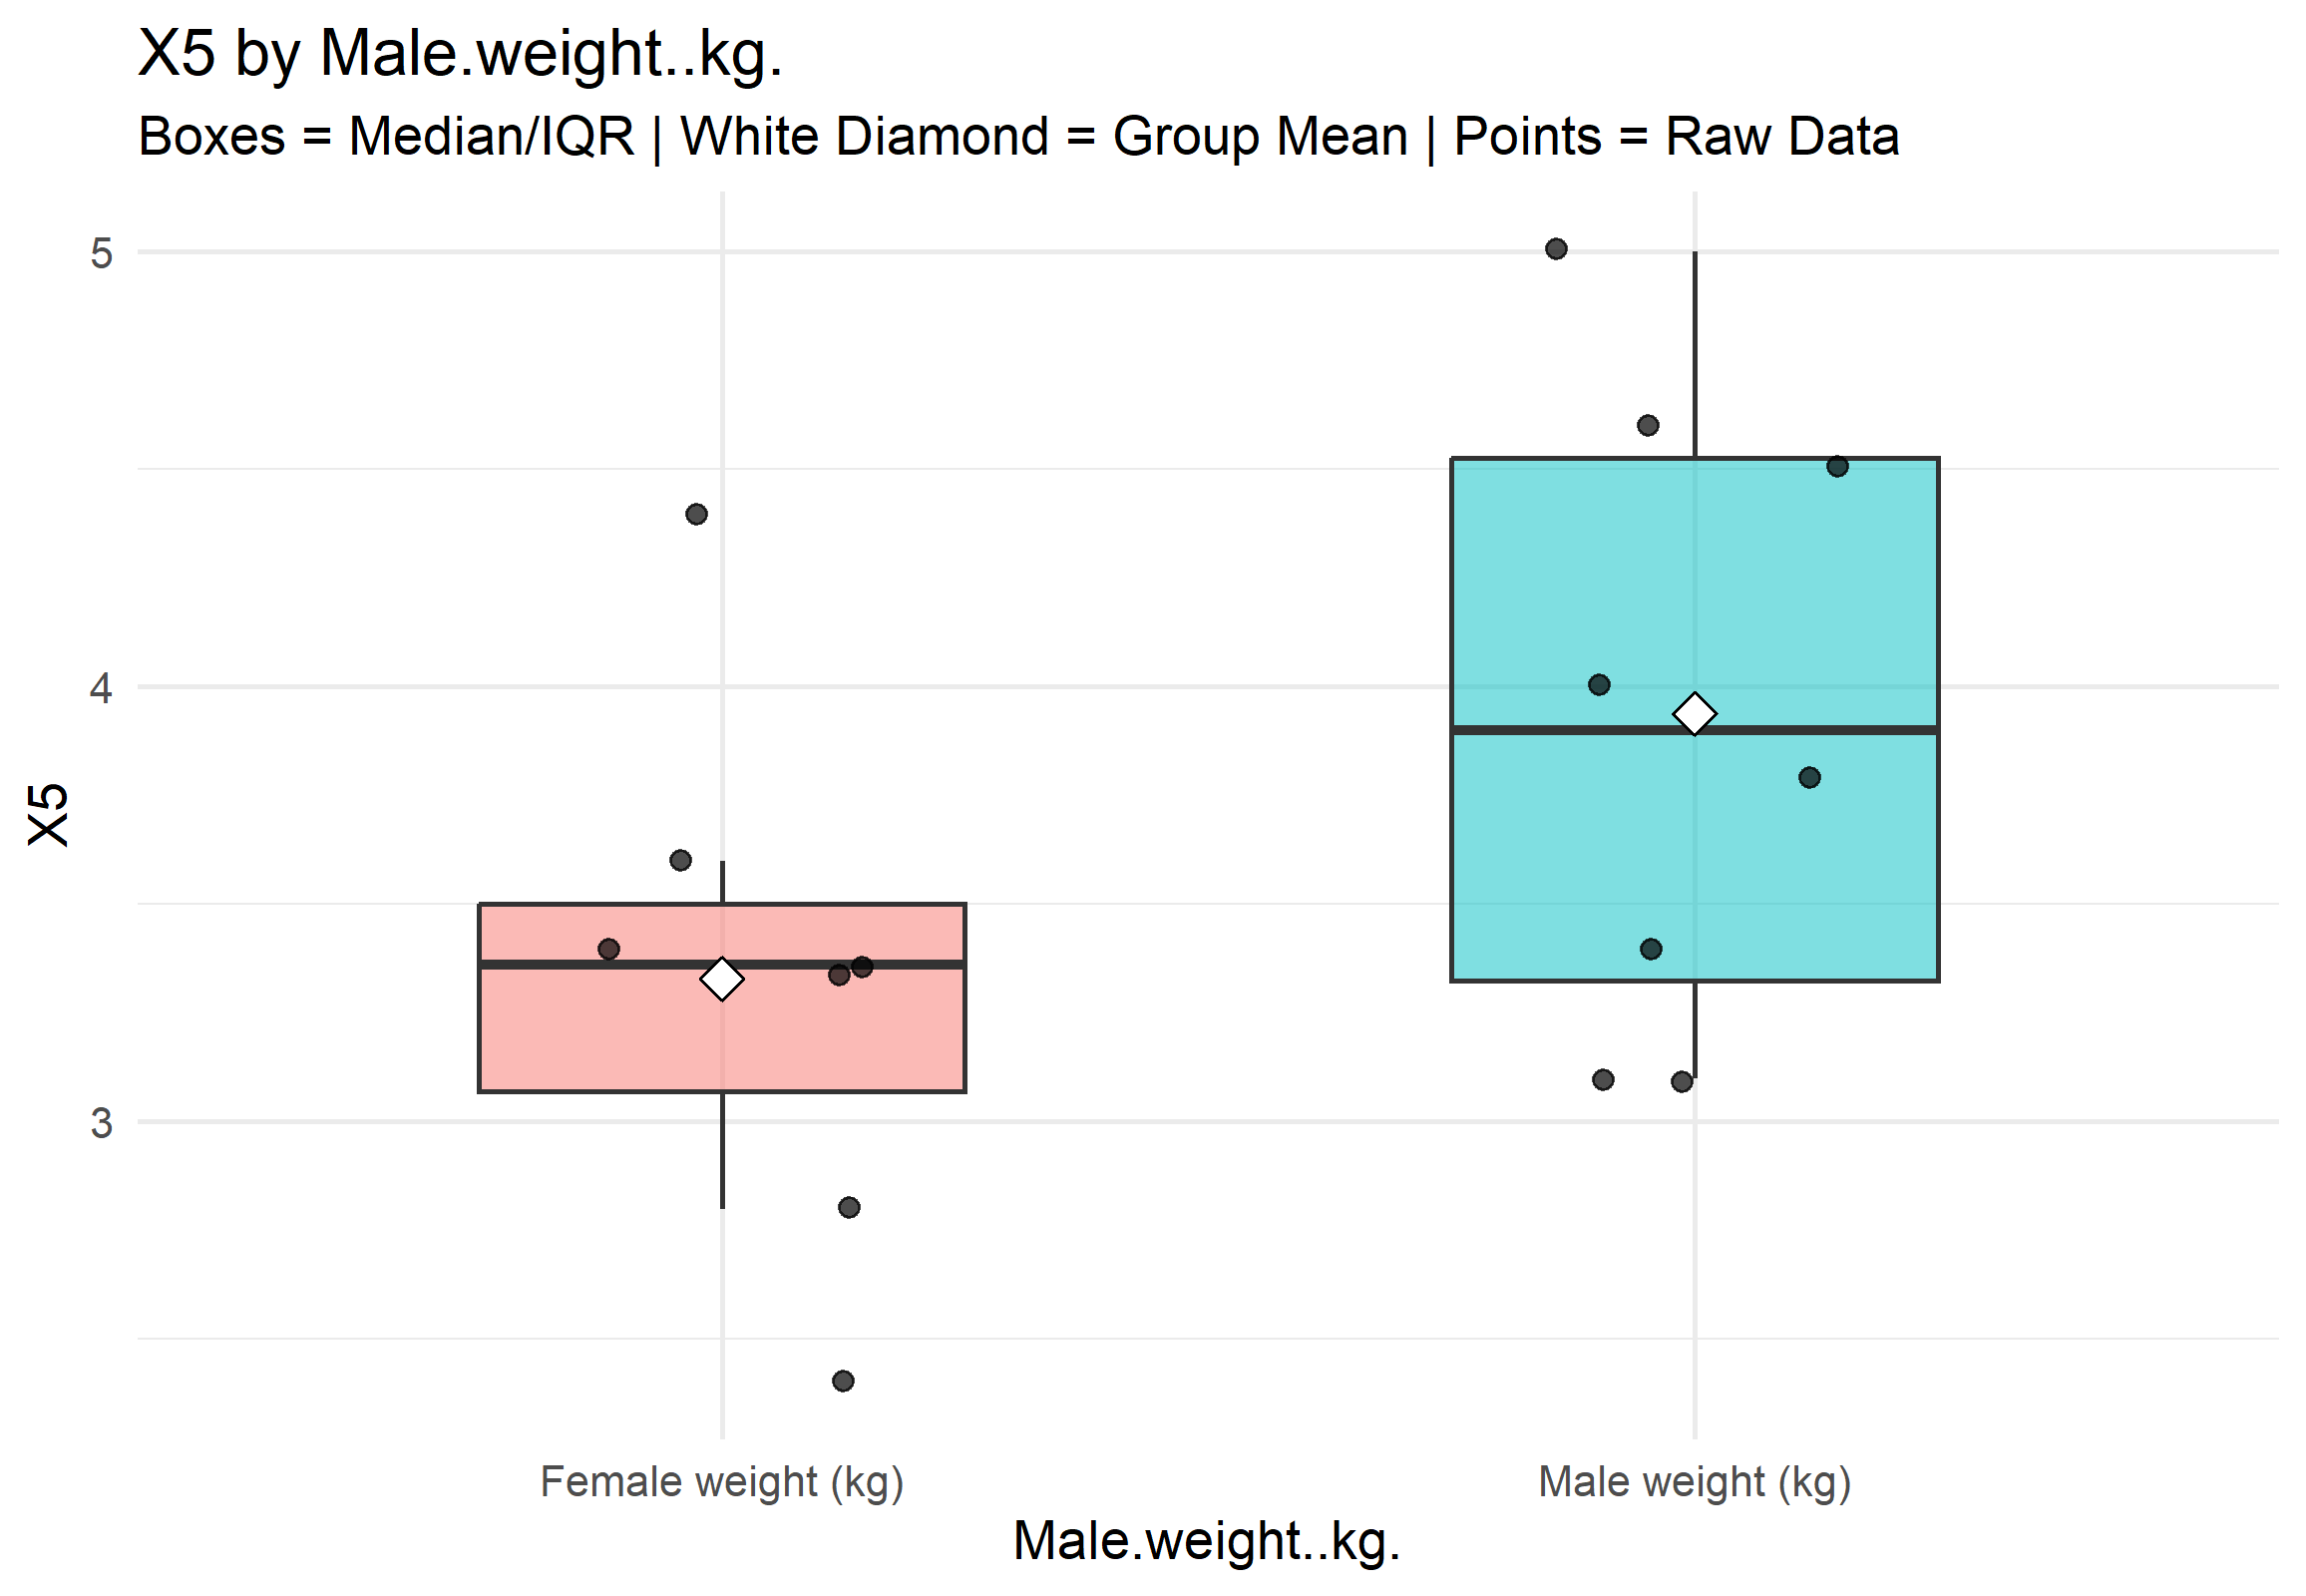 X5 by Male.weight..kg.
Boxes = Median/IQR | White Diamond = Group Mean | Points = Raw Data
5
4
3
X5
Female weight (kg)
Male weight (kg)
Male.weight..kg.